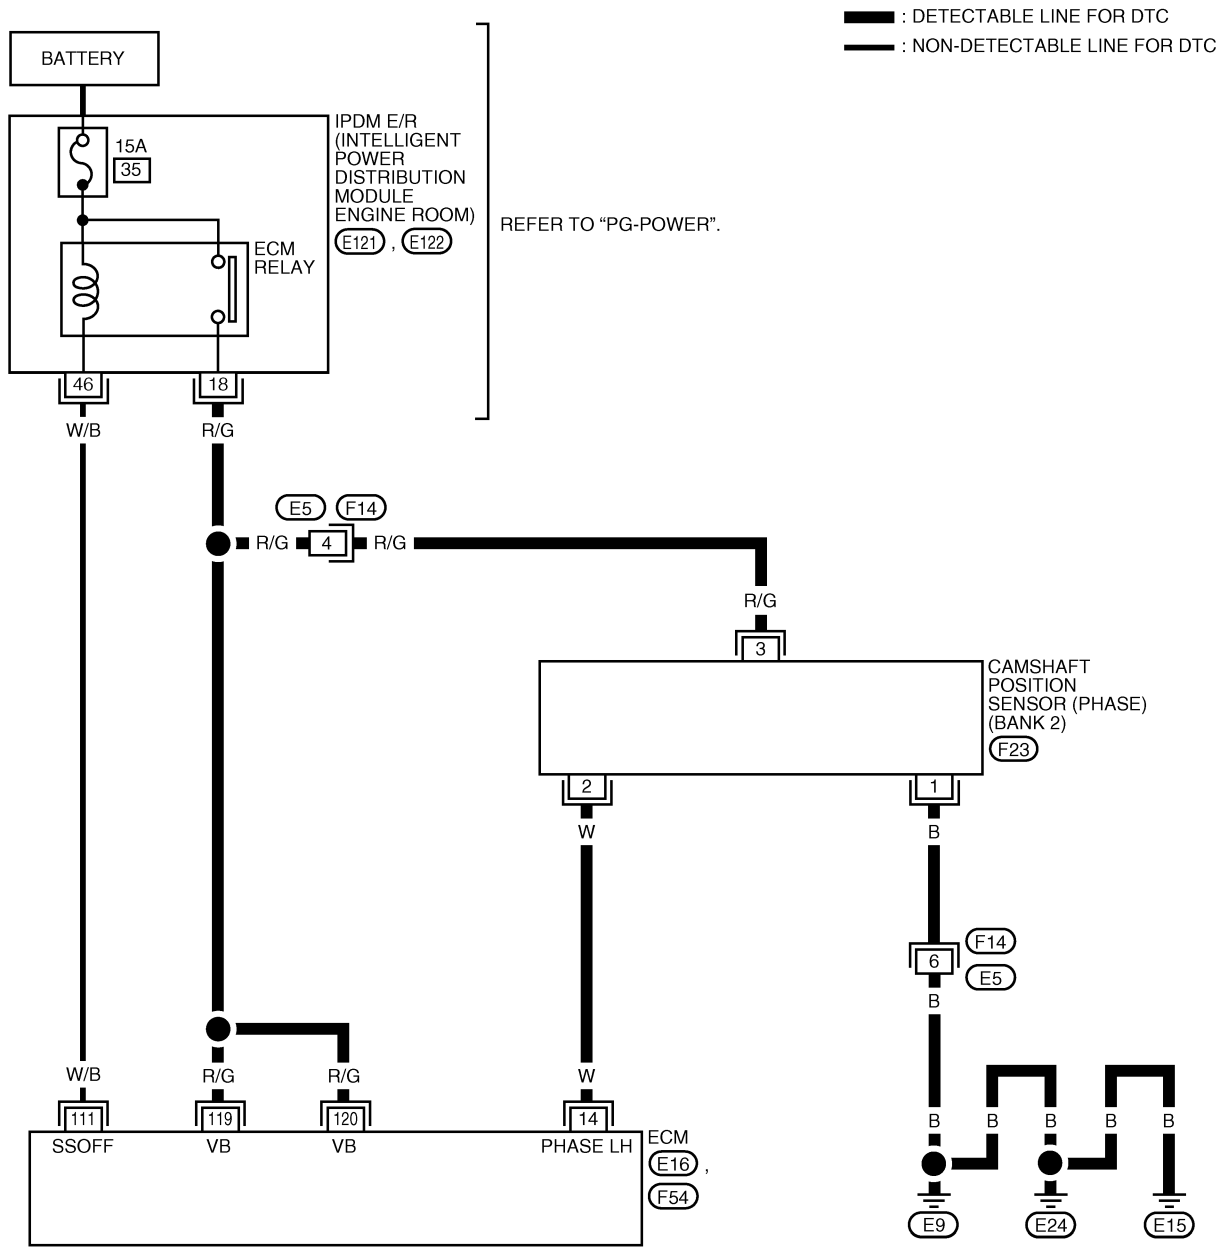 : DETECTABLE LINE FOR DTC
: NON-DETECTABLE LINE FOR DTC
BATTERY
15A
35
IPDM E/R
(INTELLIGENT
POWER
DISTRIBUTION
MODULE
ENGINE ROOM)
E121 , E122
REFER TO “PG-POWER”.
ECM
RELAY
46
18
W/B
R/G
E5
F14
R/G
4
R/G
R/G
3
CAMSHAFT
POSITION
SENSOR (PHASE)
(BANK 2)
F23
2
1
W
B
F14
6
E5
B
W/B
R/G
R/G
W
111
119
120
14
SSOFF
VB
VB
PHASE LH
ECM
E16 ,
F54
B
B
B
B
B
E9
E24
E15